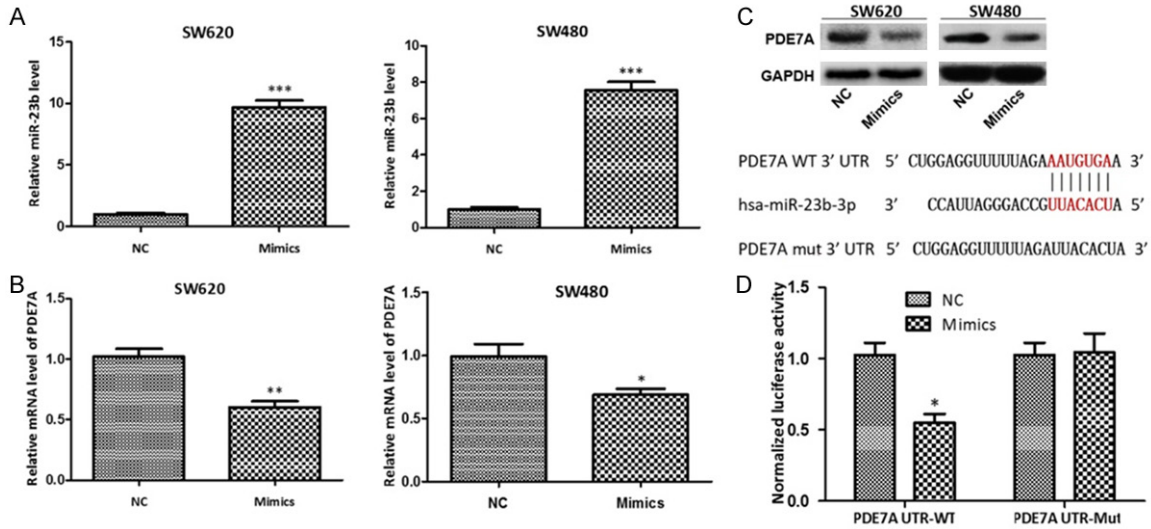 A
SW620
Relative miR-23b level
15
10
5
0
***
NC
Mimics
SW480
Relative miR-23b level
10
8
6
4
2
0
***
NC
Mimics
B
SW620
Relative mRNA level of PDE7A
1.5
1.0
0.5
0.0
**
NC
Mimics
SW480
Relative mRNA level of PDE7A
1.5
1.0
0.5
0.0
*
NC
Mimics
C
SW620 SW480
PDE7A
GAPDH
NC Mimics NC Mimics
PDE7A WT 3′ UTR 5′ CUGGAGGUUUUUAGAAAUGUGAA 3′
hsa-miR-23b-3p 3′ CCAUUAGGGACCGUUACACUA 5′
PDE7A mut 3′ UTR 5′ CUGGAGGUUUUUAGAUUACACUA 3′
D
Normalized luciferase activity
1.5
1.0
0.5
0.0
NC
Mimics
*
PDE7A UTR-WT PDE7A UTR-Mut